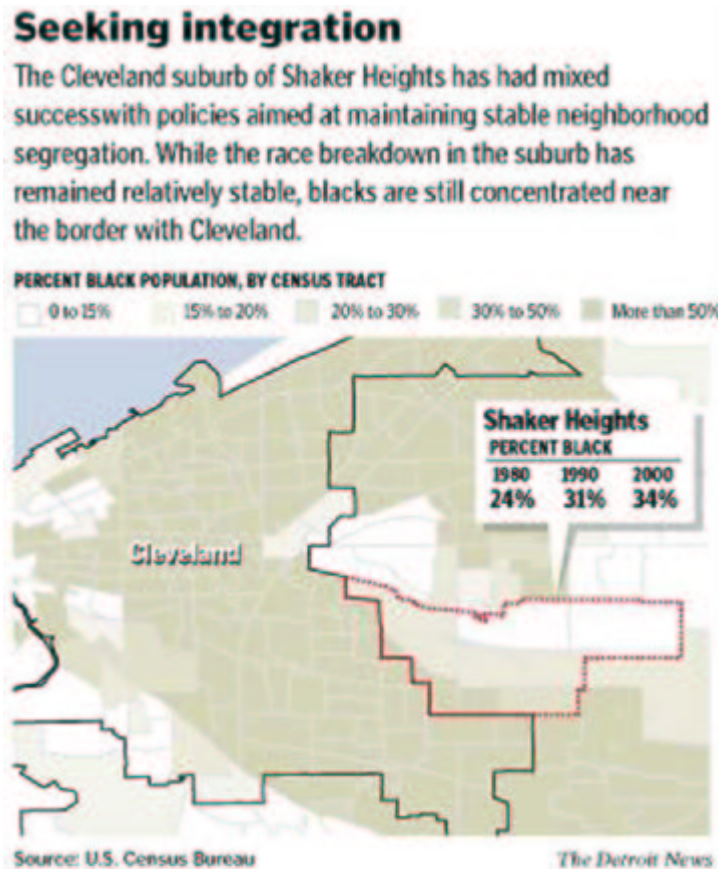 Seeking integration
The Cleveland suburb of Shaker Heights has had mixed
successwith policies aimed at maintaining stable neighborhood
segregation. While the race breakdown in the suburb has
remained relatively stable, blacks are still concentrated near
the border with Cleveland.
PERCENT BLACK POPULATION, BY CENSUS TRACT
0 to 15% 15% to 20% 20% to 30% 30% to 50% More than 50%
Shaker Heights
PERCENT BLACK
1980 1990 2000
24% 31% 34%
Cleveland
Source: U.S. Census Bureau The Detroit News